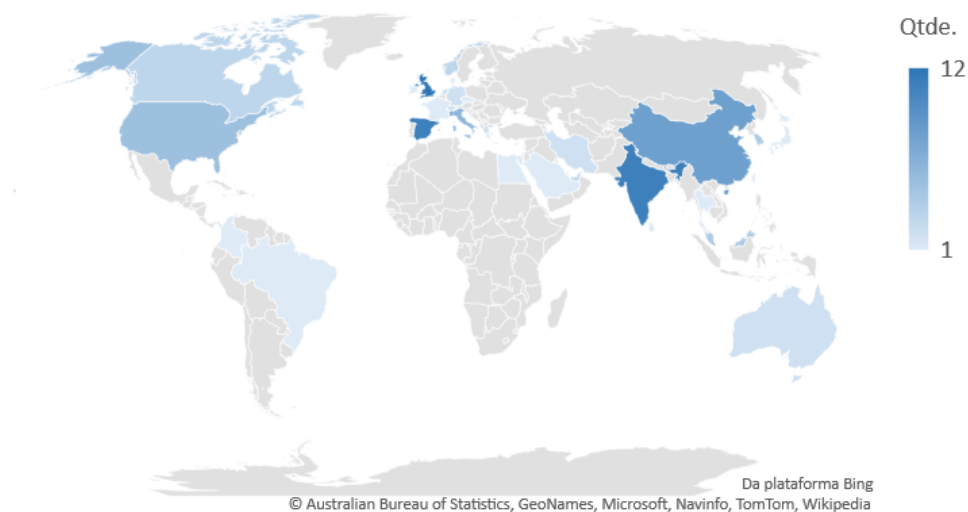 Qtde.
12
1
Da plataforma Bing
© Australian Bureau of Statistics, GeoNames, Microsoft, Navinfo, TomTom, Wikipedia